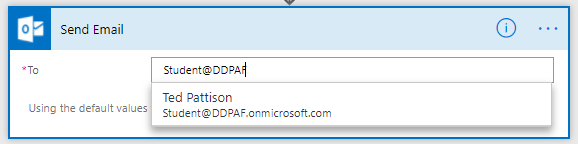 Send Email
*To
Student@DDPAF
Using the default values
Ted Pattison
Student@DDPAF.onmicrosoft.com